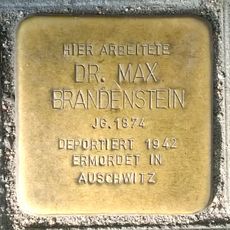 HIER ARBEITETE
DR. MAX
BRANDENSTEIN
JG. 1874
DEPORTIERT 1942
ERMORDET IN
AUSCHWITZ